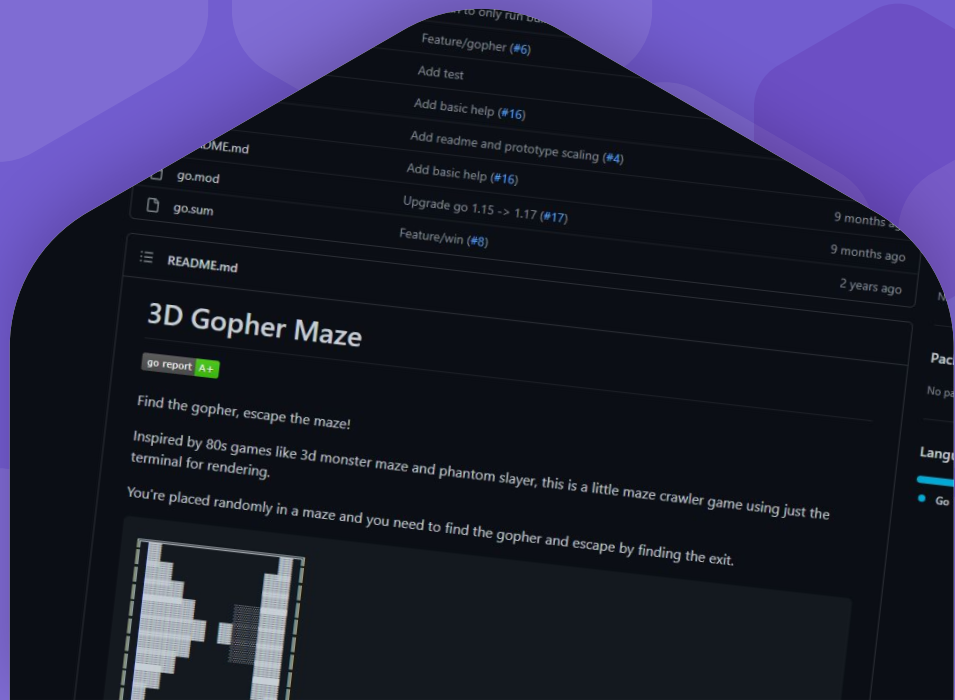 to only run
Feature/gopher (#6)
Add test
Add basic help (#16)
Add readme and prototype scaling (#4)
Add basic help (#16)
go.mod
Upgrade go 1.15 -> 1.17 (#17)
9 months
go.sum
Feature/win (#8)
9 months ago
2 years ago
README.md
3D Gopher Maze
go report A+
Find the gopher, escape the maze!
Inspired by 80s games like 3d monster maze and phantom slayer, this is a little maze crawler game using just the
terminal for rendering.
You're placed randomly in a maze and you need to find the gopher and escape by finding the exit.
Go